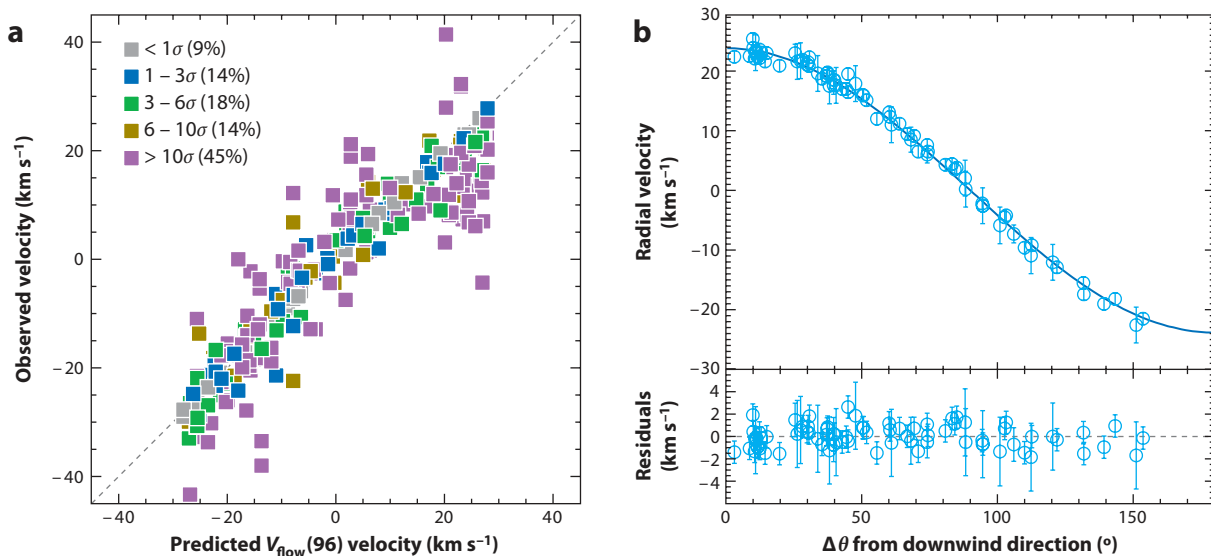 a
< 1σ (9%)
1 – 3σ (14%)
3 – 6σ (18%)
6 – 10σ (14%)
> 10σ (45%)
40
20
0
−20
−40
Observed velocity (km s⁻¹)
−40 −20 0 20 40
Predicted V_flow(96) velocity (km s⁻¹)
b
30
20
10
0
−10
−20
−30
Radial velocity
(km s⁻¹)
4
2
0
−2
−4
Residuals
(km s⁻¹)
0 50 100 150
Δθ from downwind direction (º)